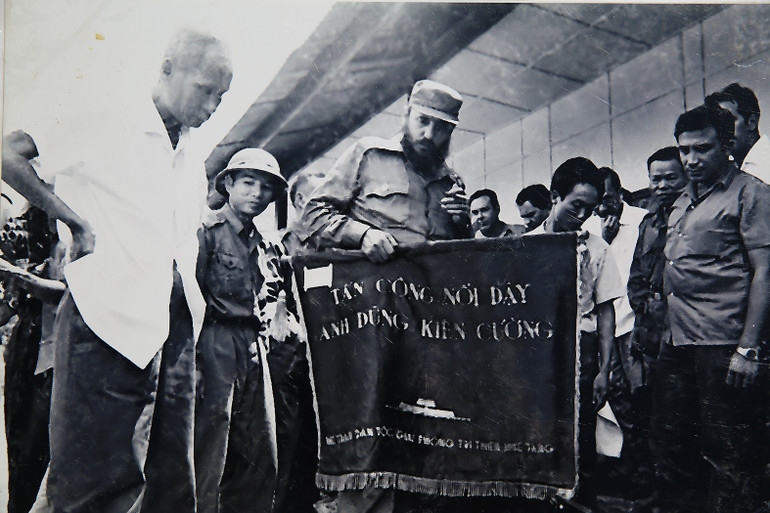 TẤN CÔNG NỔI DẬY
ANH DŨNG KIÊN CƯỜNG
DÂN TỘC GIẢI PHÓNG TRỊ THIÊN HUẾ TẶNG